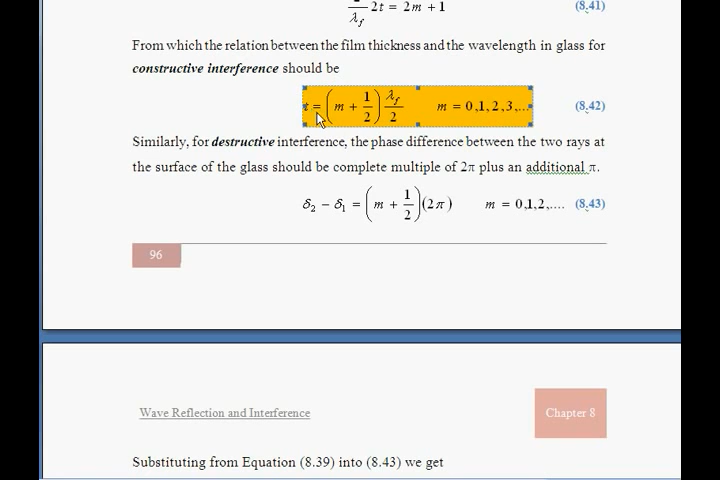 2t = 2m + 1 (8.41)
λf
From which the relation between the film thickness and the wavelength in glass for
constructive interference should be
t = (m + 1/2) λf/2 m = 0,1,2,3,... (8.42)
Similarly, for destructive interference, the phase difference between the two rays at
the surface of the glass should be complete multiple of 2π plus an additional π.
δ2 − δ1 = (m + 1/2)(2π) m = 0,1,2,.... (8.43)
96
Wave Reflection and Interference
Chapter 8
Substituting from Equation (8.39) into (8.43) we get